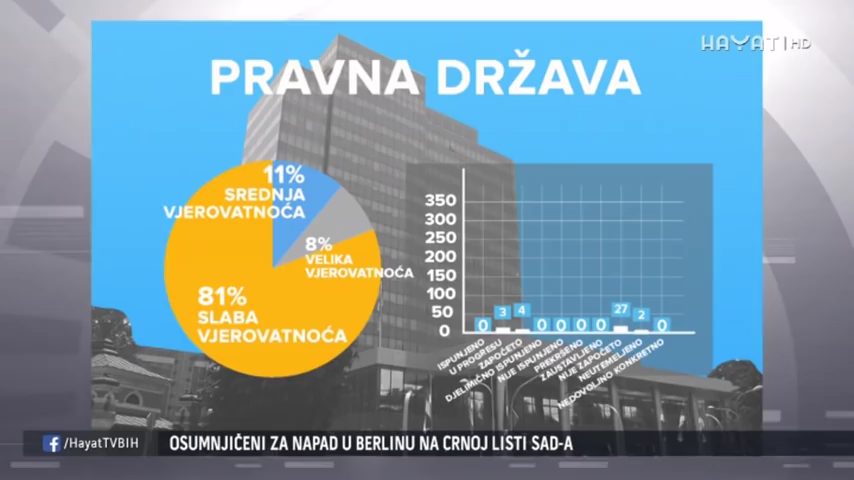 HAYAT HD
PRAVNA DRŽAVA
11%
SREDNJA
VJEROVATNOĆA
8%
VELIKA
VJEROVATNOĆA
81%
SLABA
VJEROVATNOĆA
350
300
250
200
150
100
50
0
0
3
4
0
0
0
0
27
2
0
ISPUNJENO
U PROGRESU
ZAPOČETO
DJELIMIČNO ISPUNJENO
NIJE ISPUNJENO
PREKRŠENO
ZAUSTAVLJENO
NIJE ZAPOČETO
NEUTEMELJENO
NEDOVOLJNO KONKRETNO
/HayatTVBIH
OSUMNJIČENI ZA NAPAD U BERLINU NA CRNOJ LISTI SAD-A